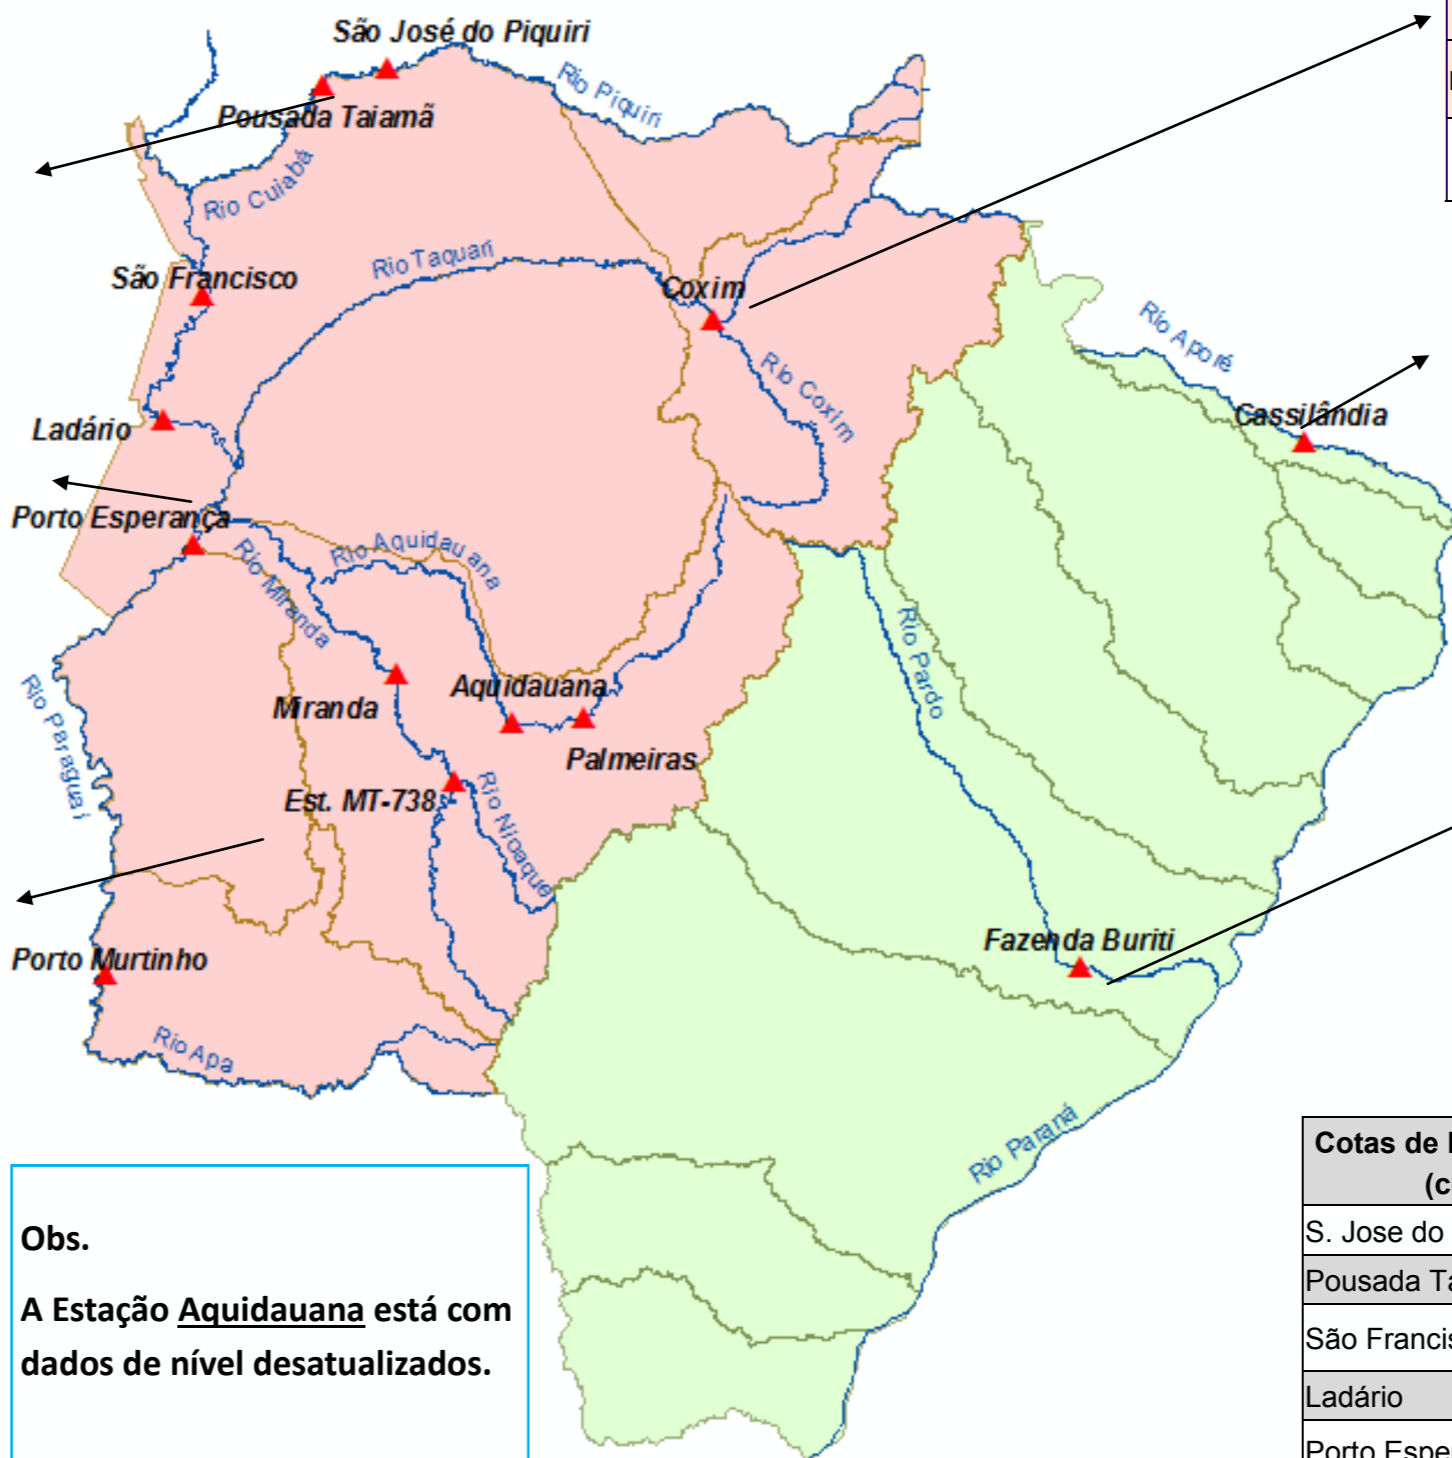 São José do Piquiri
Rio Piquiri
Pousada Taiamã
Rio Cuiabá
Rio Taquari
São Francisco
Coxim
Rio Coxim
Rio Aporé
Cassilândia
Ladário
Porto Esperança
Rio Aquidauana
Rio Miranda
Rio Pardo
Rio Paraguai
Miranda
Aquidauana
Palmeiras
Est. MT-738
Rio Nioaque
Porto Murtinho
Fazenda Buriti
Rio Apa
Rio Paraná
Obs.
A Estação Aquidauana está com
dados de nível desatualizados.
Cotas de
S. Jose do
Pousada
São
Ladário
Porto